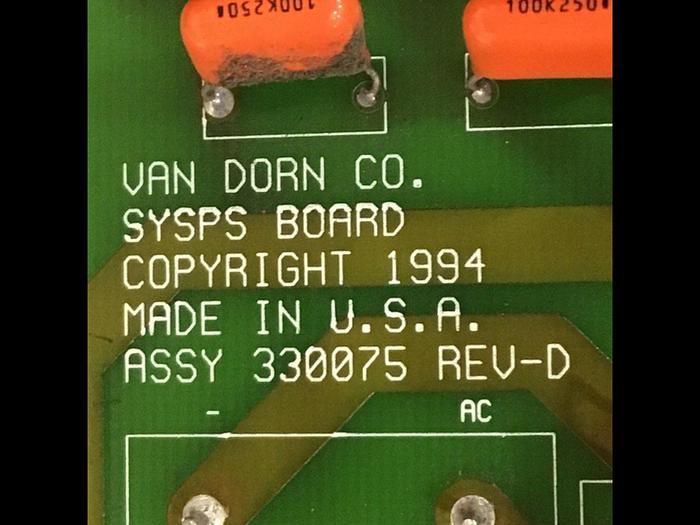 100K250
100K250
VAN DORN CO.
SYSPS BOARD
COPYRIGHT 1994
MADE IN U.S.A.
ASSY 330075 REV-D
- AC